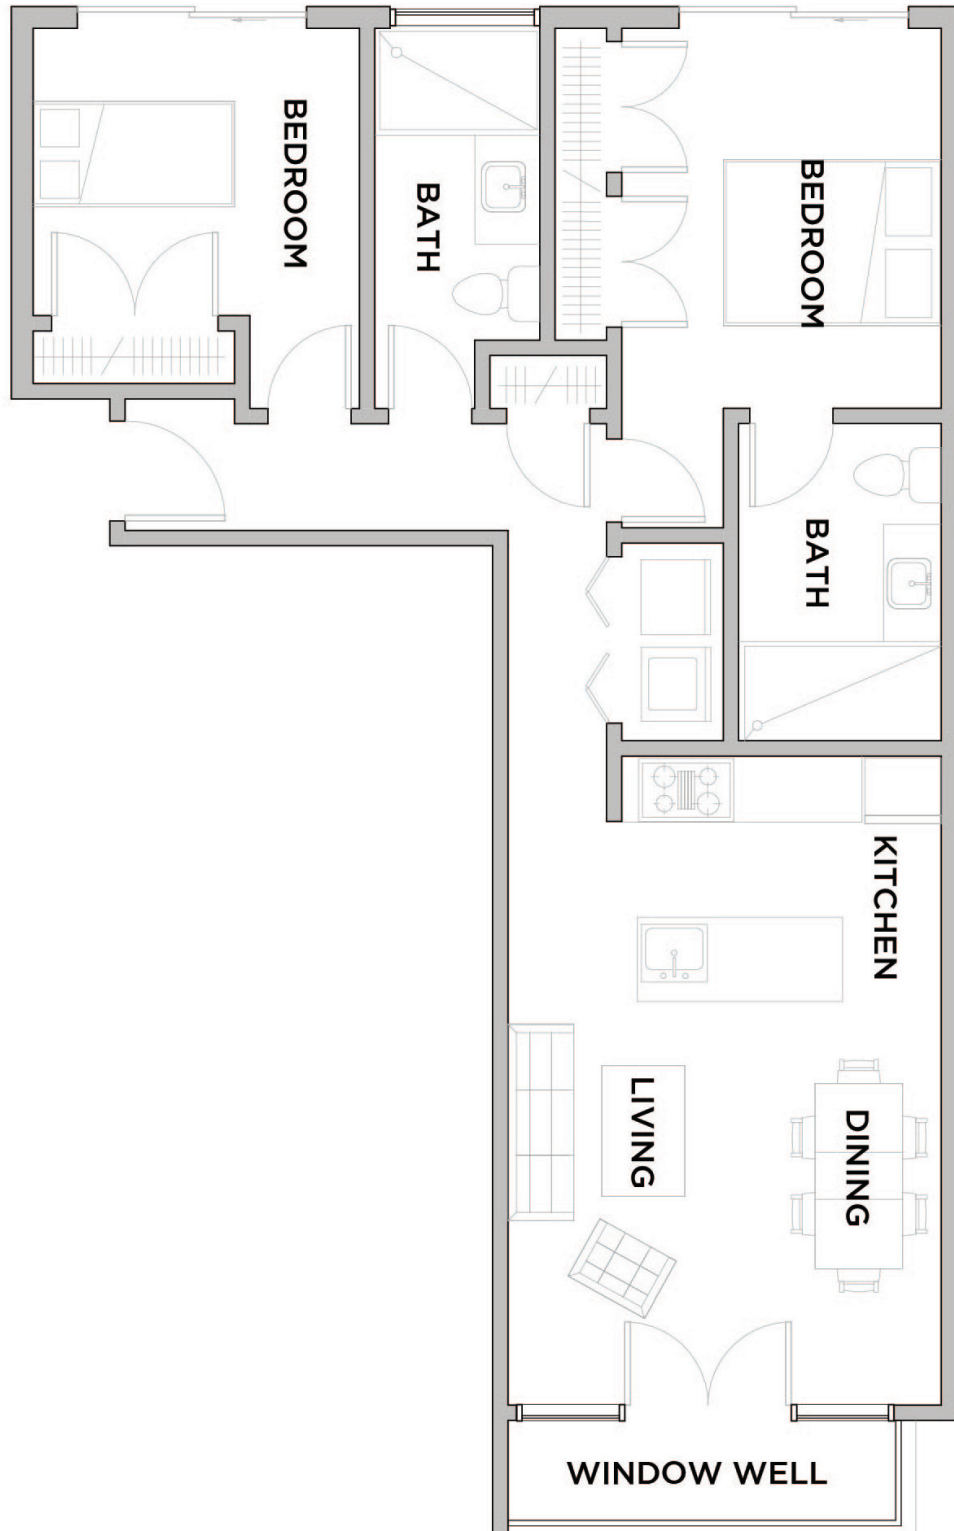 BEDROOM
BATH
BEDROOM
BATH
KITCHEN
LIVING
DINING
WINDOW WELL